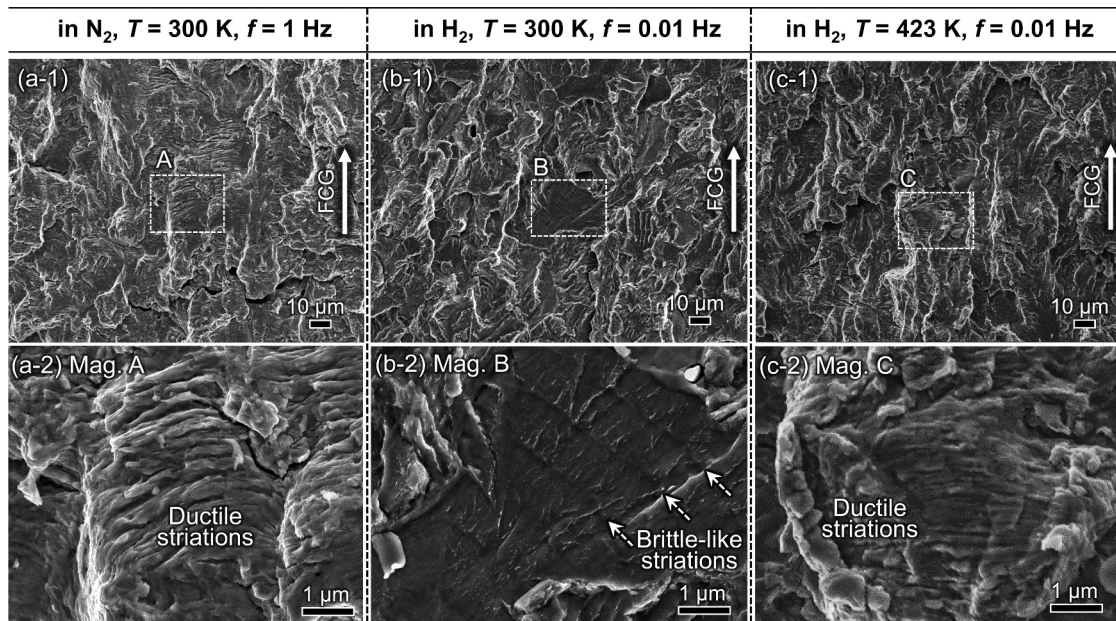 in N₂, T = 300 K, f = 1 Hz
in H₂, T = 300 K, f = 0.01 Hz
in H₂, T = 423 K, f = 0.01 Hz
(a-1)
A
FCG
10 µm
(b-1)
B
FCG
10 µm
(c-1)
C
FCG
10 µm
(a-2) Mag. A
Ductile
striations
1 µm
(b-2) Mag. B
Brittle-like
striations
1 µm
(c-2) Mag. C
Ductile
striations
1 µm